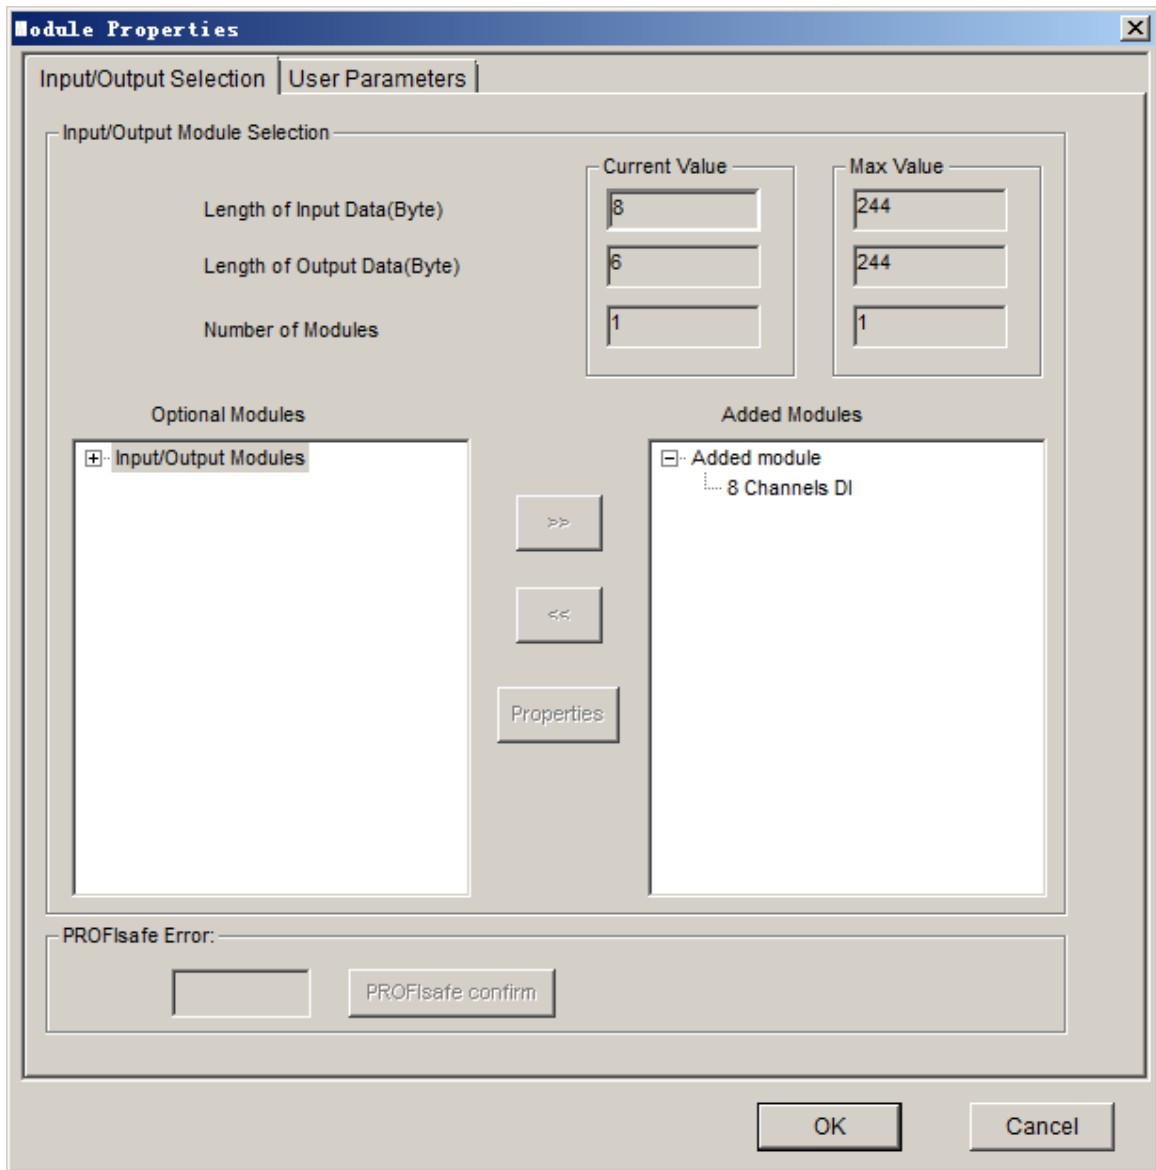 Module Properties
Input/Output Selection User Parameters
Input/Output Module Selection
Current Value Max Value
Length of Input Data(Byte) 8 244
Length of Output Data(Byte) 6 244
Number of Modules 1 1
Optional Modules Added Modules
Input/Output Modules Added module
8 Channels DI
>>
<<
Properties
PROFIsafe Error:
PROFIsafe confirm
OK Cancel